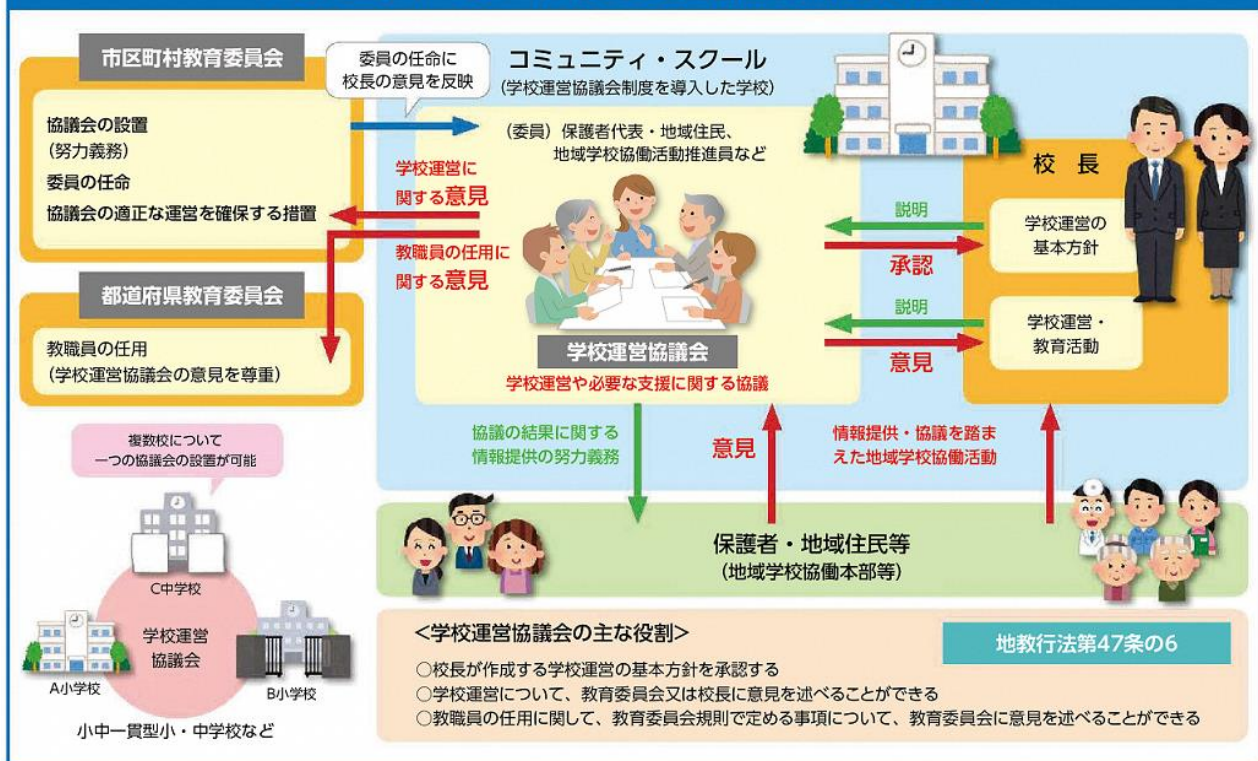 市区町村教育委員会
協議会の設置
(努力義務)
委員の任命
協議会の適正な運営を確保する措置
都道府県教育委員会
教職員の任用
(学校運営協議会の意見を尊重)
委員の任命に
校長の意見を反映
コミュニティ・スクール
(学校運営協議会制度を導入した学校)
(委員) 保護者代表・地域住民、
地域学校協働活動推進員など
学校運営に
関する意見
教職員の任用に
関する意見
学校運営協議会
学校運営や必要な支援に関する協議
説明
承認
説明
意見
校 長
学校運営の
基本方針
学校運営・
教育活動
協議の結果に関する
情報提供の努力義務
意見
情報提供・協議を踏ま
えた地域学校協働活動
保護者・地域住民等
(地域学校協働本部等)
複数校について
一つの協議会の設置が可能
C中学校
学校運営
協議会
A小学校
B小学校
小中一貫型小・中学校など
<学校運営協議会の主な役割>
地教行法第47条の6
○校長が作成する学校運営の基本方針を承認する
○学校運営について、教育委員会又は校長に意見を述べることができる
○教職員の任用に関して、教育委員会規則で定める事項について、教育委員会に意見を述べることができる